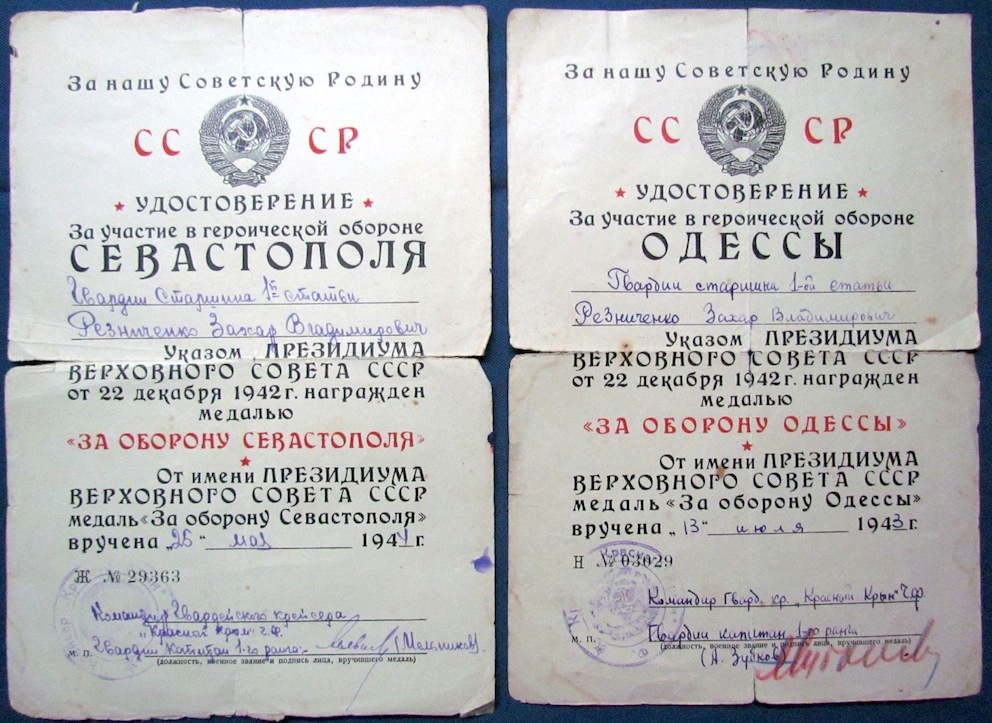 За нашу Советскую Родину
СС СР
★ УДОСТОВЕРЕНИЕ ★
За участие в героической обороне
СЕВАСТОПОЛЯ
Гвардии Старшина 1й статьи
Резниченко Захар Владимирович
Указом ПРЕЗИДИУМА
ВЕРХОВНОГО СОВЕТА СССР
от 22 декабря 1942 г. награжден
медалью
«ЗА ОБОРОНУ СЕВАСТОПОЛЯ»
★
От имени ПРЕЗИДИУМА
ВЕРХОВНОГО СОВЕТА СССР
медаль «За оборону Севастополя»
вручена „25" мая 1944 г.
Ж № 29363
Командир Гвардейского крейсера
„Красный Крым" Ч.Ф.
м. п. Гвардии Капитан 1-го ранга (Мельников).
(должность, военное звание и подпись лица, вручившего медаль)
За нашу Советскую Родину
СС СР
★ УДОСТОВЕРЕНИЕ ★
За участие в героической обороне
ОДЕССЫ
Гвардии старшина 1-ой статьи
Резниченко Захар Владимирович
Указом ПРЕЗИДИУМА
ВЕРХОВНОГО СОВЕТА СССР
от 22 декабря 1942 г. награжден
медалью
«ЗА ОБОРОНУ ОДЕССЫ»
★
От имени ПРЕЗИДИУМА
ВЕРХОВНОГО СОВЕТА СССР
медаль «За оборону Одессы»
вручена „13" июля 1943 г.
Н № 03029
Командир Гвард. кр. „Красный Крым" ЧФ
м. п. Гвардии капитан 1-го ранга
(должность, военное звание и подпись лица, вручившего медаль)
(А. Зубков)